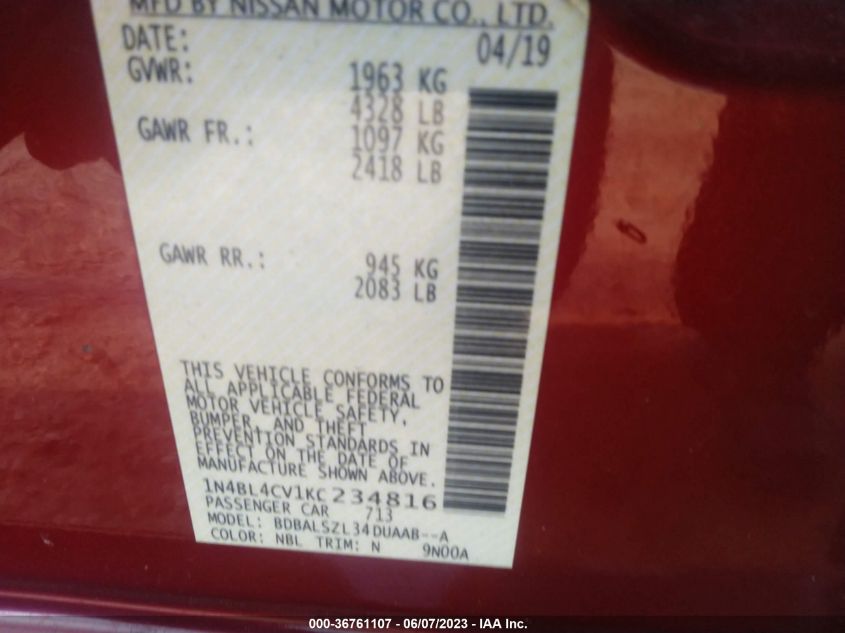 MFD BY NISSAN MOTOR CO., LTD.
DATE: 04/19
GVWR: 1963 KG
4328 LB
GAWR FR.: 1097 KG
2418 LB
GAWR RR.: 945 KG
2083 LB
THIS VEHICLE CONFORMS TO
ALL APPLICABLE FEDERAL
MOTOR VEHICLE SAFETY,
BUMPER, AND THEFT
PREVENTION STANDARDS IN
EFFECT ON THE DATE OF
MANUFACTURE SHOWN ABOVE.
1N4BL4CV1KC234816
PASSENGER CAR 713
MODEL: BDBALSZL34DUAAB--A
COLOR: NBL TRIM: N 9N00A
000-36761107 - 06/07/2023 - IAA Inc.